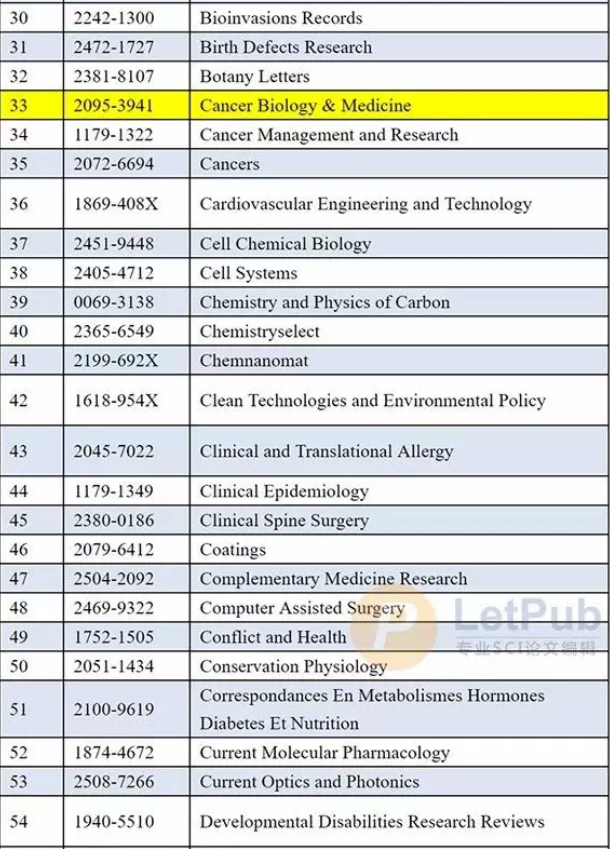 30 2242-1300 Bioinvasions Records
31 2472-1727 Birth Defects Research
32 2381-8107 Botany Letters
33 2095-3941 Cancer Biology & Medicine
34 1179-1322 Cancer Management and Research
35 2072-6694 Cancers
36 1869-408X Cardiovascular Engineering and Technology
37 2451-9448 Cell Chemical Biology
38 2405-4712 Cell Systems
39 0069-3138 Chemistry and Physics of Carbon
40 2365-6549 Chemistryselect
41 2199-692X Chemnanomat
42 1618-954X Clean Technologies and Environmental Policy
43 2045-7022 Clinical and Translational Allergy
44 1179-1349 Clinical Epidemiology
45 2380-0186 Clinical Spine Surgery
46 2079-6412 Coatings
47 2504-2092 Complementary Medicine Research
48 2469-9322 Computer Assisted Surgery
49 1752-1505 Conflict and Health
LetPub
专业SCI论文编辑
50 2051-1434 Conservation Physiology
51 2100-9619 Correspondances En Metabolismes Hormones
Diabetes Et Nutrition
52 1874-4672 Current Molecular Pharmacology
53 2508-7266 Current Optics and Photonics
54 1940-5510 Developmental Disabilities Research Reviews